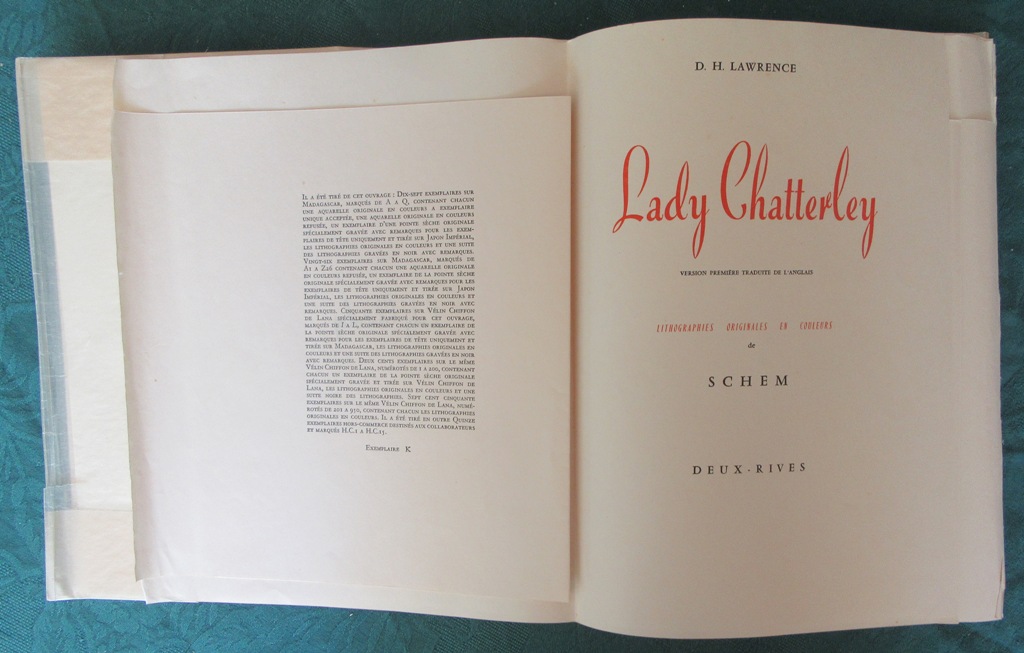 Il a été tiré de cet ouvrage : Dix-sept exemplaires sur
Madagascar, marqués de A a Q, contenant chacun
une aquarelle originale en couleurs a exemplaire
unique acceptée, une aquarelle originale en couleurs
refusée, un exemplaire d'une pointe sèche originale
spécialement gravée avec remarques pour les exem-
plaires de tête uniquement et tirée sur Japon Impérial,
les lithographies originales en couleurs et une suite
des lithographies gravées en noir avec remarques.
Vingt-six exemplaires sur Madagascar, marqués de
A1 a Z26 contenant chacun une aquarelle originale
en couleurs refusée, un exemplaire de la pointe sèche
originale spécialement gravée avec remarques pour les
exemplaires de tête uniquement et tirée sur Japon
Impérial, les lithographies originales en couleurs et
une suite des lithographies gravées en noir avec
remarques. Cinquante exemplaires sur Vélin Chiffon
de Lana spécialement fabriqué pour cet ouvrage,
marqués de I a L, contenant chacun un exemplaire de
la pointe sèche originale spécialement gravée avec
remarques pour les exemplaires de tête uniquement et
tirée sur Madagascar, les lithographies originales en
couleurs et une suite des lithographies gravées en noir
avec remarques. Deux cents exemplaires sur le même
Vélin Chiffon de Lana, numérotés de 1 a 200, contenant
chacun un exemplaire de la pointe sèche originale
spécialement gravée et tirée sur Vélin Chiffon de
Lana, les lithographies originales en couleurs et une
suite noire des lithographies. Sept cent cinquante
exemplaires sur le même Vélin Chiffon de Lana, numé-
rotés de 201 a 950, contenant chacun les lithographies
originales en couleurs. Il a été tiré en outre Quinze
exemplaires hors-commerce destinés aux collaborateurs
et marqués H.C.1 a H.C.15.
Exemplaire K
D. H. LAWRENCE
Lady Chatterley
VERSION PREMIÈRE TRADUITE DE L'ANGLAIS
LITHOGRAPHIES ORIGINALES EN COULEURS
de
SCHEM
DEUX-RIVES